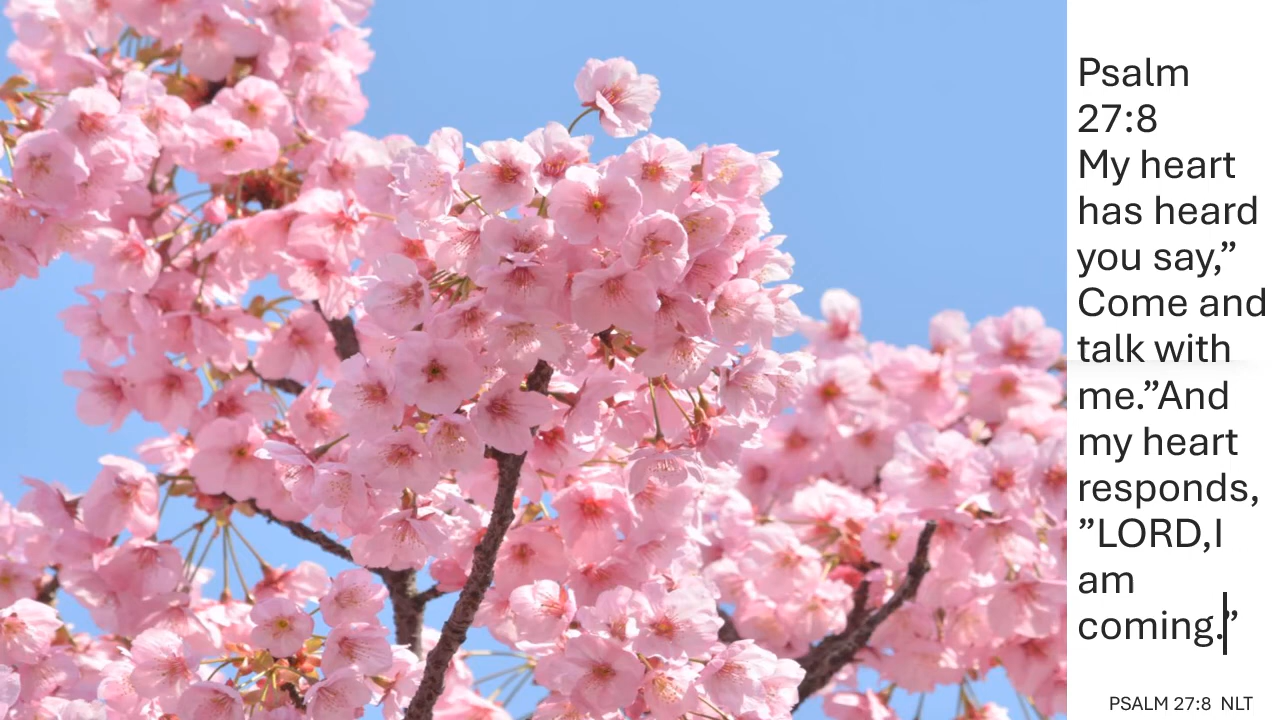 Psalm
27:8
My heart
has heard
you say,”
Come and
talk with
me.”And
my heart
responds,
”LORD,I
am
coming.”
PSALM 27:8  NLT